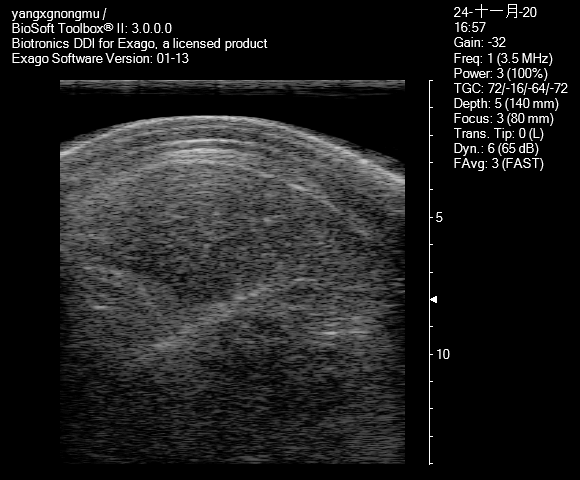 yangxgnongmu /
BioSoft Toolbox® II: 3.0.0.0
Biotronics DDI for Exago, a licensed product
Exago Software Version: 01-13
24-十一月-20
16:57
Gain: -32
Freq: 1 (3.5 MHz)
Power: 3 (100%)
TGC: 72/-16/-64/-72
Depth: 5 (140 mm)
Focus: 3 (80 mm)
Trans. Tip: 0 (L)
Dyn.: 6 (65 dB)
FAvg: 3 (FAST)
5
10